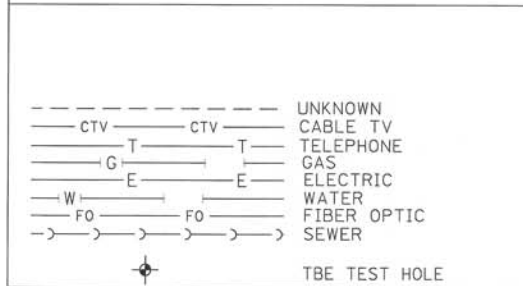 UNKNOWN
CTV CTV CABLE TV
T T TELEPHONE
G GAS
E E ELECTRIC
W WATER
FO FO FIBER OPTIC
SEWER
TBE TEST HOLE